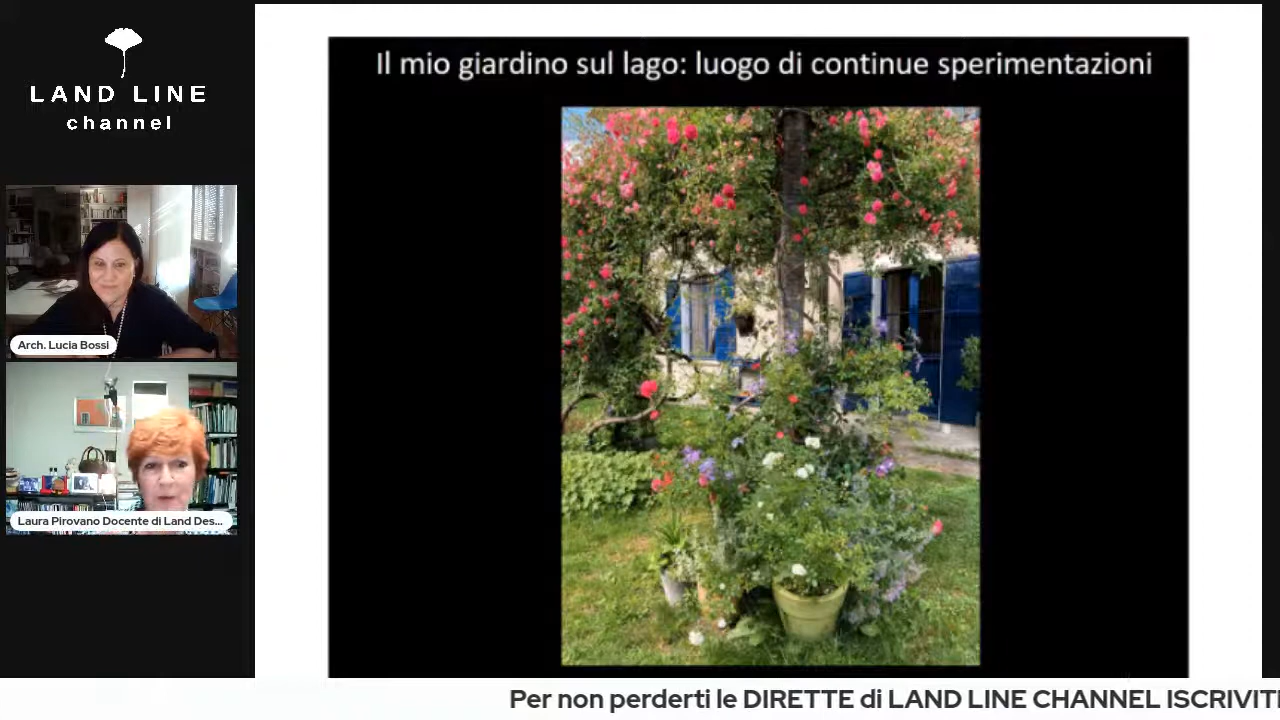 LAND LINE
channel
Il mio giardino sul lago: luogo di continue sperimentazioni
Arch. Lucia Bossi
Laura Pirovano Docente di Land Des...
Per non perderti le DIRETTE di LAND LINE CHANNEL ISCRIVITI